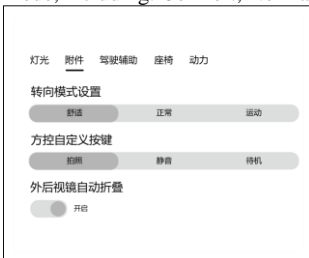 灯光 附件 驾驶辅助 座椅 动力
转向模式设置
舒适 正常 运动
方控自定义按键
拍照 静音 待机
外后视镜自动折叠
开启